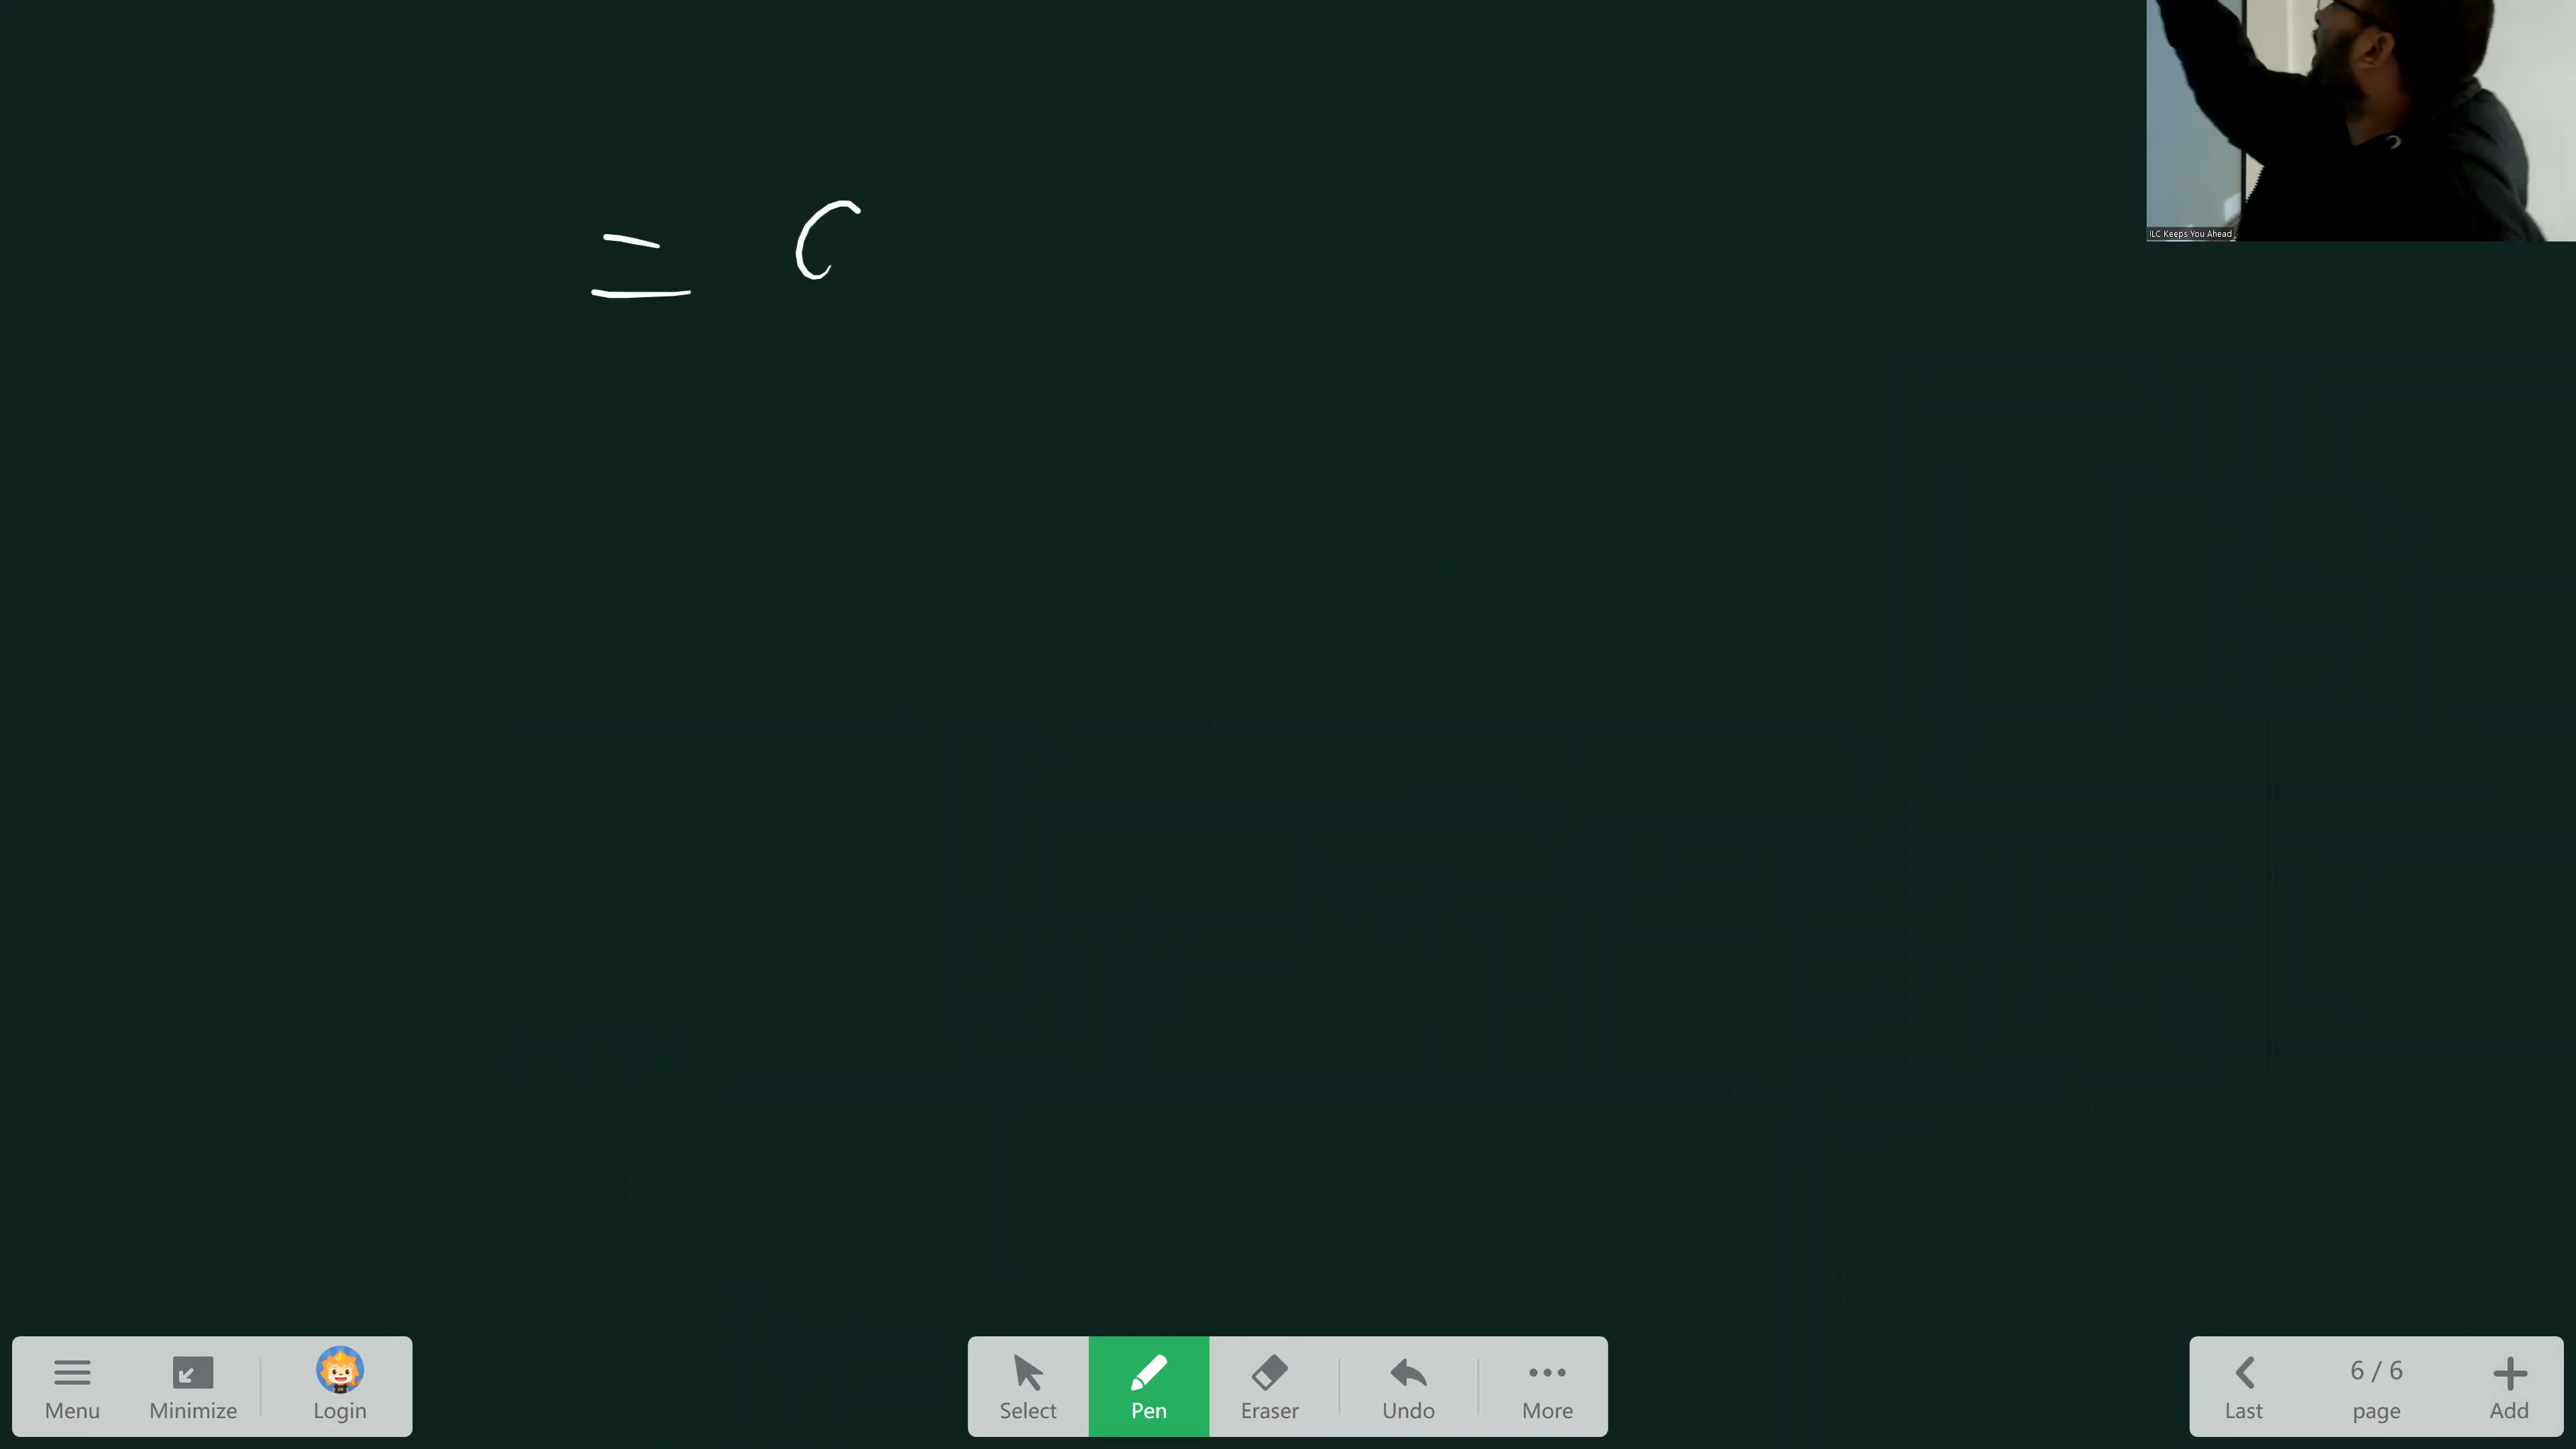 =
ILC Keeps You Ahead
Menu Minimize Login Select Pen Eraser Undo More Last 6 / 6 page Add